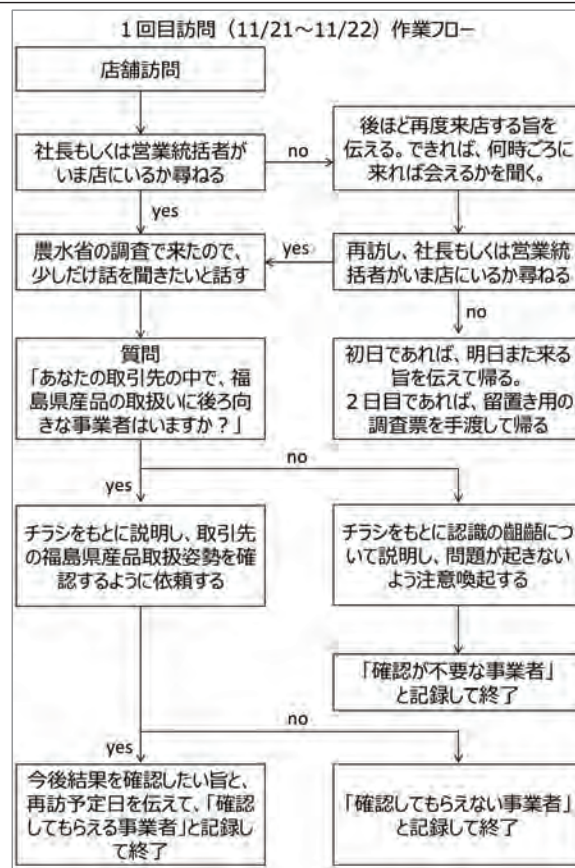 1回目訪問（11/21～11/22）作業フロー
店舗訪問
社長もしくは営業統括者が
いま店にいるか尋ねる
no
後ほど再度来店する旨を
伝える。できれば、何時ごろに
来れば会えるかを聞く。
yes
農水省の調査で来たので、
少しだけ話を聞きたいと話す
yes
再訪し、社長もしくは営業統
括者がいま店にいるか尋ねる
no
質問
「あなたの取引先の中で、福
島県産品の取扱いに後ろ向
きな事業者はいますか？」
初日であれば、明日また来る
旨を伝えて帰る。
２日目であれば、留置き用の
調査票を手渡して帰る
yes
no
チラシをもとに説明し、取引先
の福島県産品取扱姿勢を確
認するように依頼する
チラシをもとに認識の齟齬につ
いて説明し、問題が起きない
よう注意喚起する
「確認が不要な事業者」
と記録して終了
yes
no
今後結果を確認したい旨と、
再訪予定日を伝えて、「確認
してもらえる事業者」と記録し
て終了
「確認してもらえない事業者」
と記録して終了